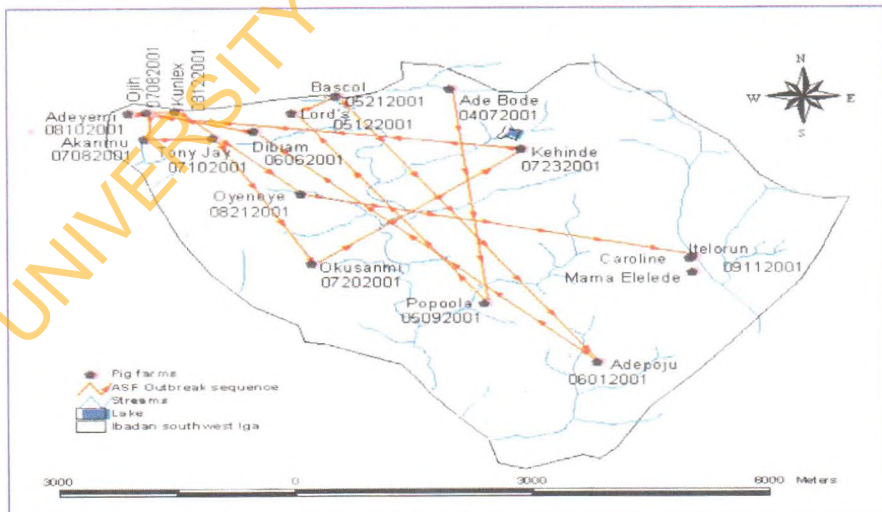 UNIVERSITY
N
W E
S
Ojih
07082001
Kunlex
08122001
Bascol
05212001
Ade Bode
04072001
Adeyemi
08102001
Lord's
05122001
Akanmu
07082001
Tony Jay
07102001
Dibiam
06062001
Kehinde
07232001
Oyeneye
08212001
Itelorun
Caroline
09112001
Mama Elelede
Okusanmi
07202001
Popoola
05092001
Adepoju
06012001
Pig farms
ASF Outbreak sequence
Streams
Lake
Ibadan southwest lga
3000 0 3000 6000 Meters